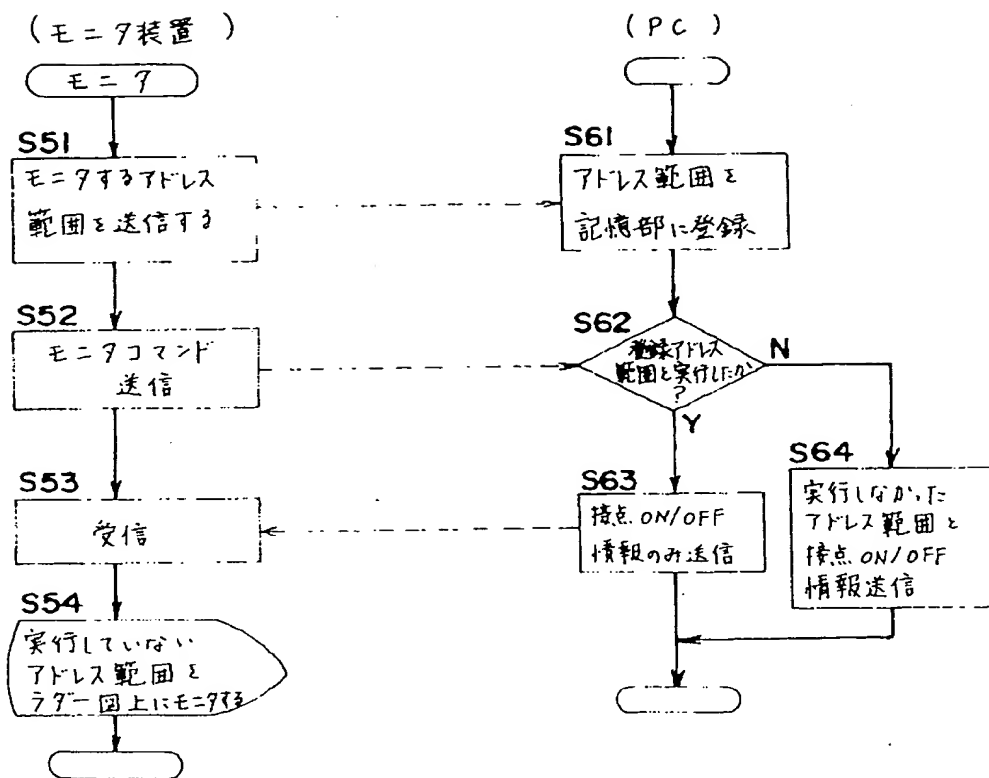 (モニタ装置)
モニタ
S51
モニタするアドレス
範囲を送信する
S52
モニタコマンド
送信
S53
受信
S54
実行していない
アドレス範囲を
ラダー図上にモニタする
(PC)
S61
アドレス範囲を
記憶部に登録
S62
登録アドレス
範囲を実行したか
?
N
Y
S63
接点 ON/OFF
情報のみ送信
S64
実行しなかった
アドレス範囲と
接点 ON/OFF
情報送信